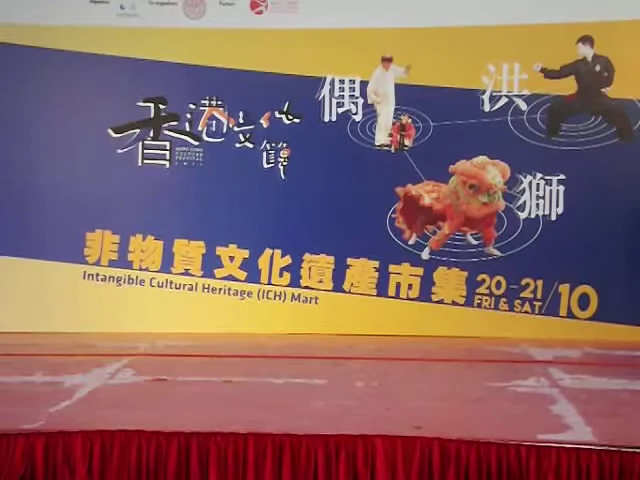 香港文化節
偶
洪
獅
非物質文化遺產市集
Intangible Cultural Heritage (ICH) Mart
20-21/10
FRI & SAT